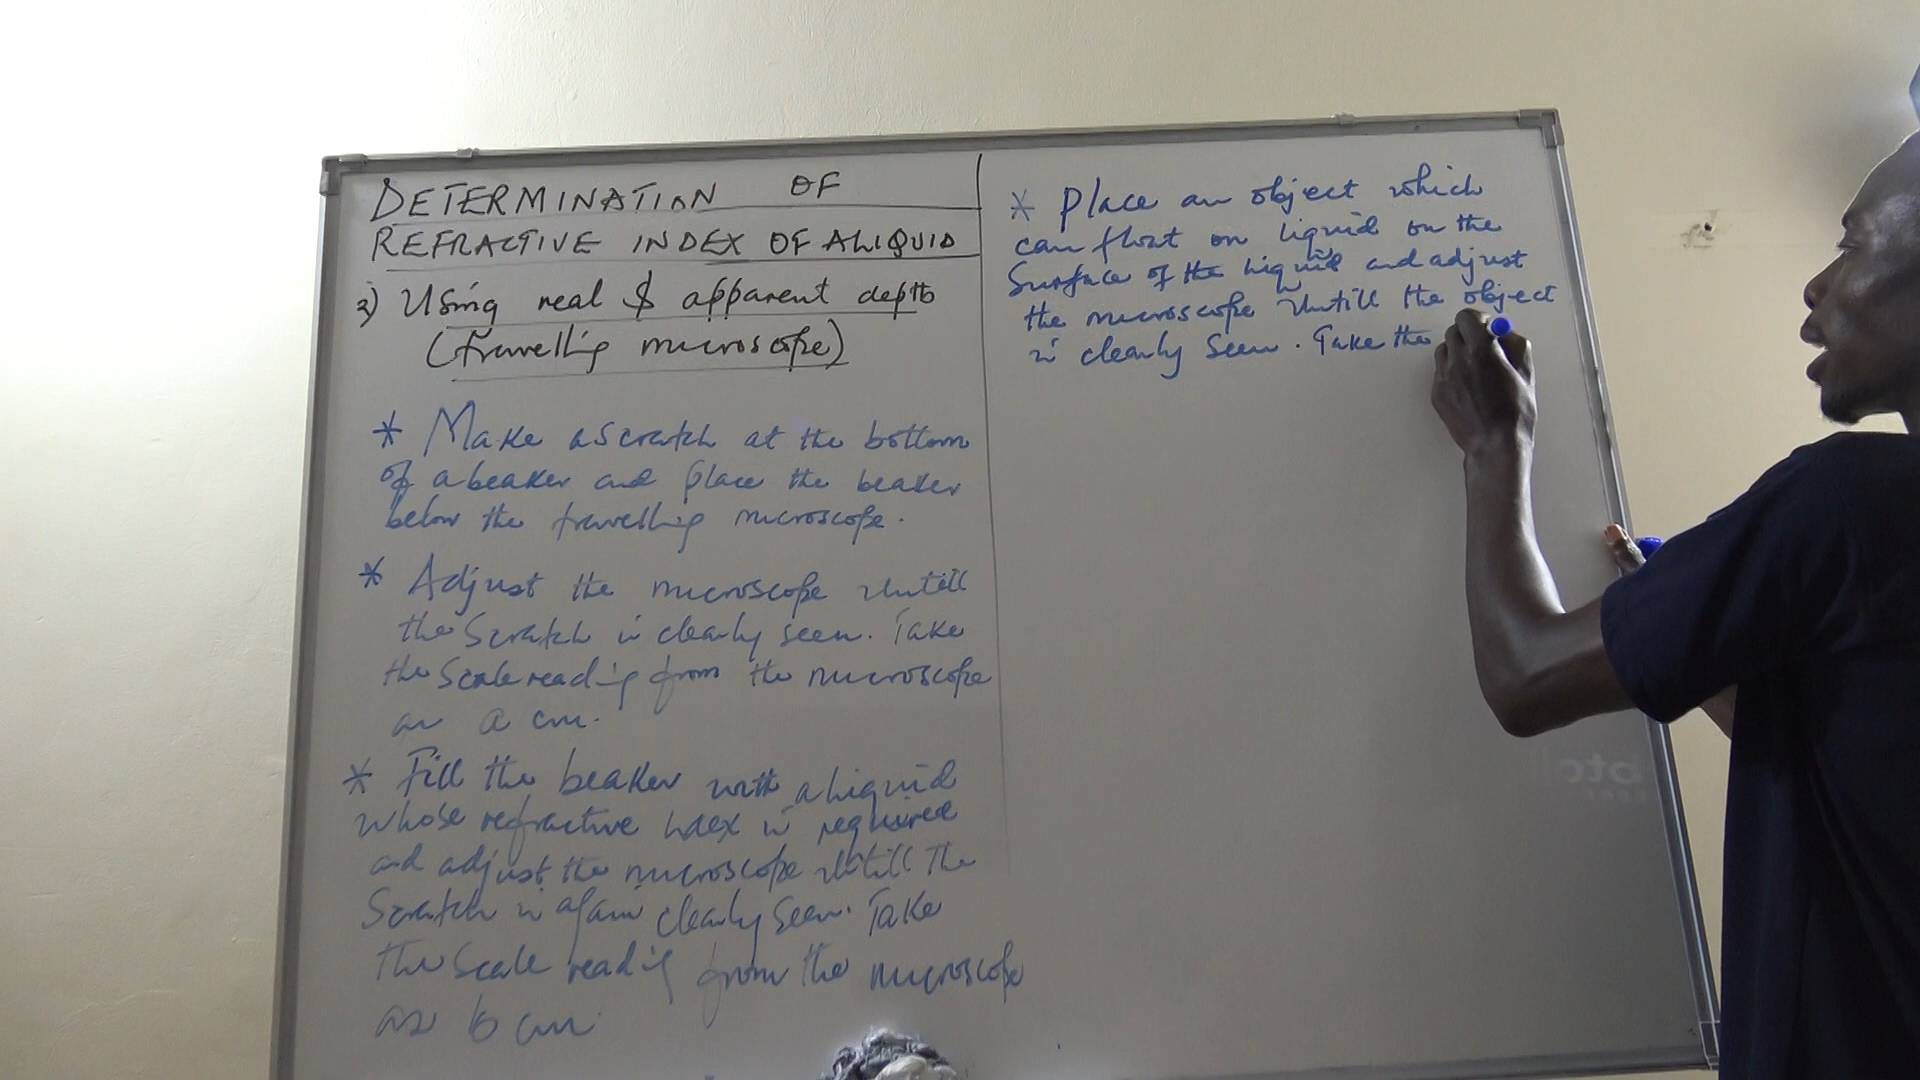 DETERMINATION OF
REFRACTIVE INDEX OF A LIQUID
3) Using real & apparent depth
(travelling microscope)
* Make a scratch at the bottom
of a beaker and place the beaker
below the travelling microscope.
* Adjust the microscope untill
the scratch is clearly seen. Take
the scale reading from the microscope
as a cm.
* Fill the beaker with a liquid
whose refractive index is required
and adjust the microscope untill the
scratch is again clearly seen. Take
the scale reading from the microscope
as b cm.
* Place an object which
can float on liquid on the
surface of the liquid and adjust
the microscope untill the object
is clearly seen. Take the